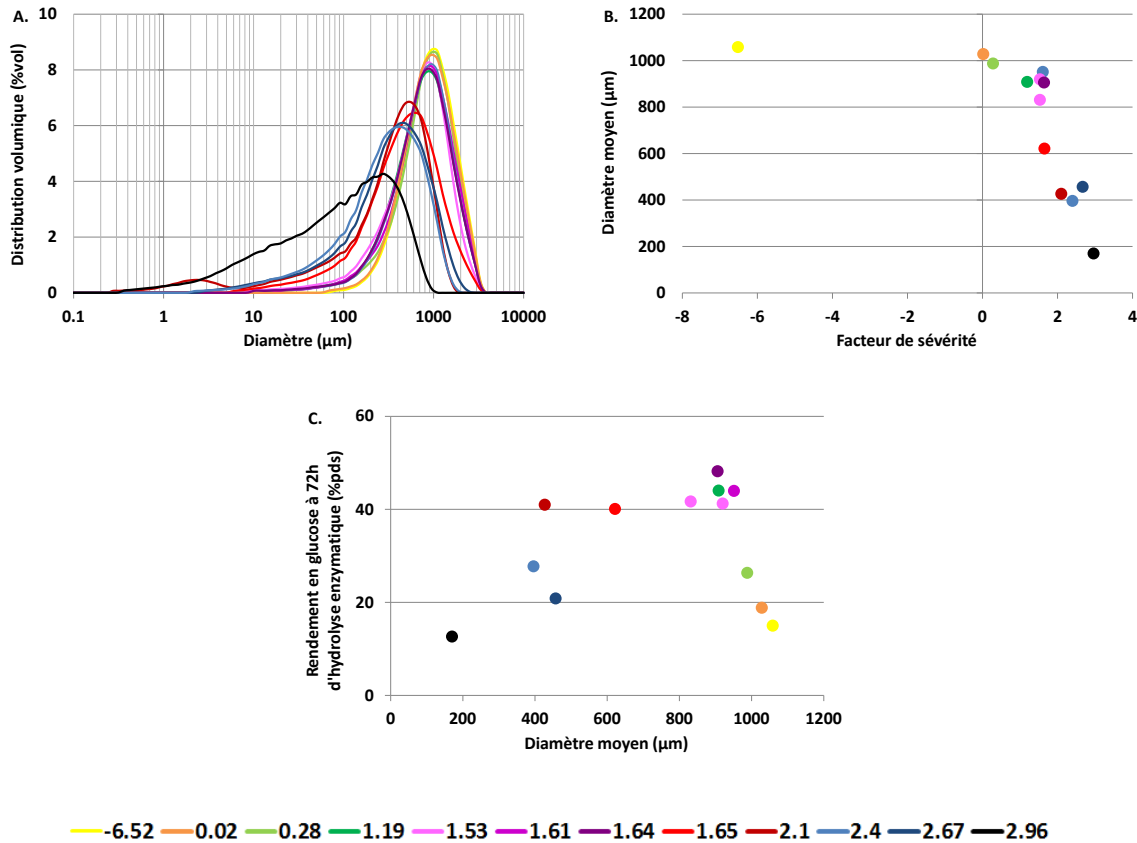 A.
Distribution volumique (%vol)
10
8
6
4
2
0
0.1 1 10 100 1000 10000
Diamètre (µm)
B.
Diamètre moyen (µm)
1200
1000
800
600
400
200
0
-8 -6 -4 -2 0 2 4
Facteur de sévérité
C.
Rendement en glucose à 72h
d'hydrolyse enzymatique (%pds)
60
40
20
0
0 200 400 600 800 1000 1200
Diamètre moyen (µm)
-6.52 0.02 0.28 1.19 1.53 1.61 1.64 1.65 2.1 2.4 2.67 2.96